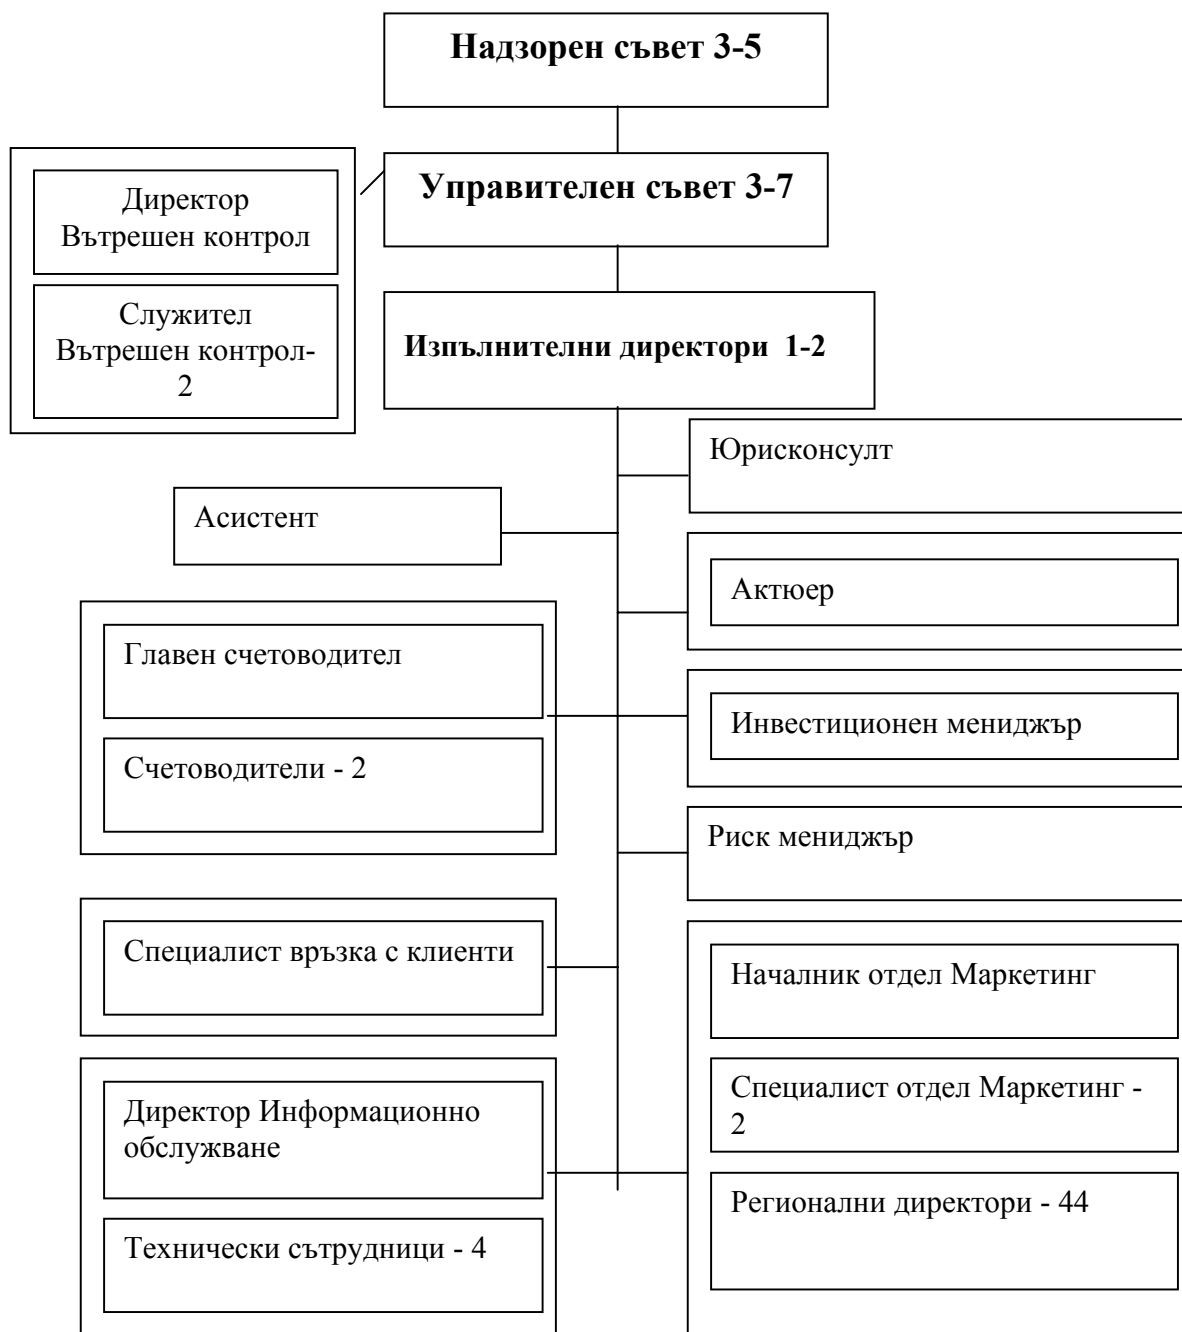 Надзорен съвет 3-5
Управителен съвет 3-7
Директор
Вътрешен контрол
Служител
Вътрешен контрол-
2
Изпълнителни директори  1-2
Юрисконсулт
Асистент
Актюер
Главен счетоводител
Инвестиционен мениджър
Счетоводители - 2
Риск мениджър
Специалист връзка с клиенти
Началник отдел Маркетинг
Специалист отдел Маркетинг -
2
Директор Информационно
обслужване
Регионални директори - 44
Технически сътрудници - 4